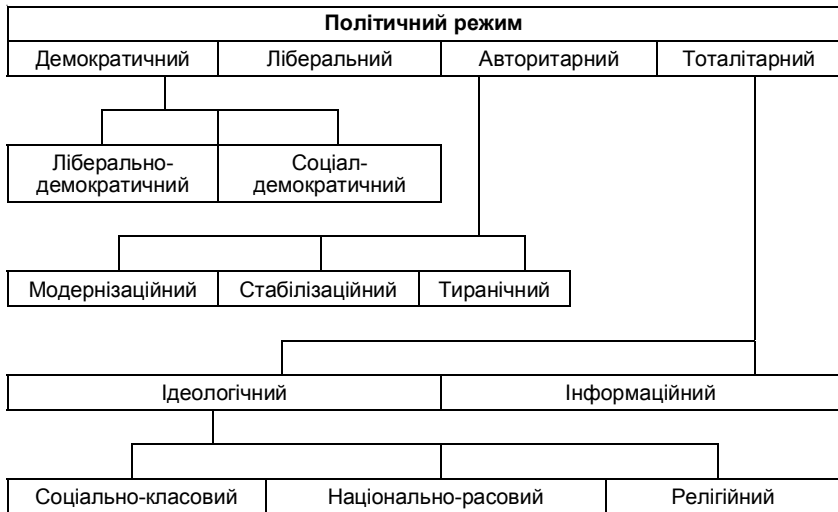 Політичний режим
Демократичний Ліберальний Авторитарний Тоталітарний
Ліберально-
демократичний
Соціал-
демократичний
Модернізаційний Стабілізаційний Тиранічний
Ідеологічний Інформаційний
Соціально-класовий Національно-расовий Релігійний